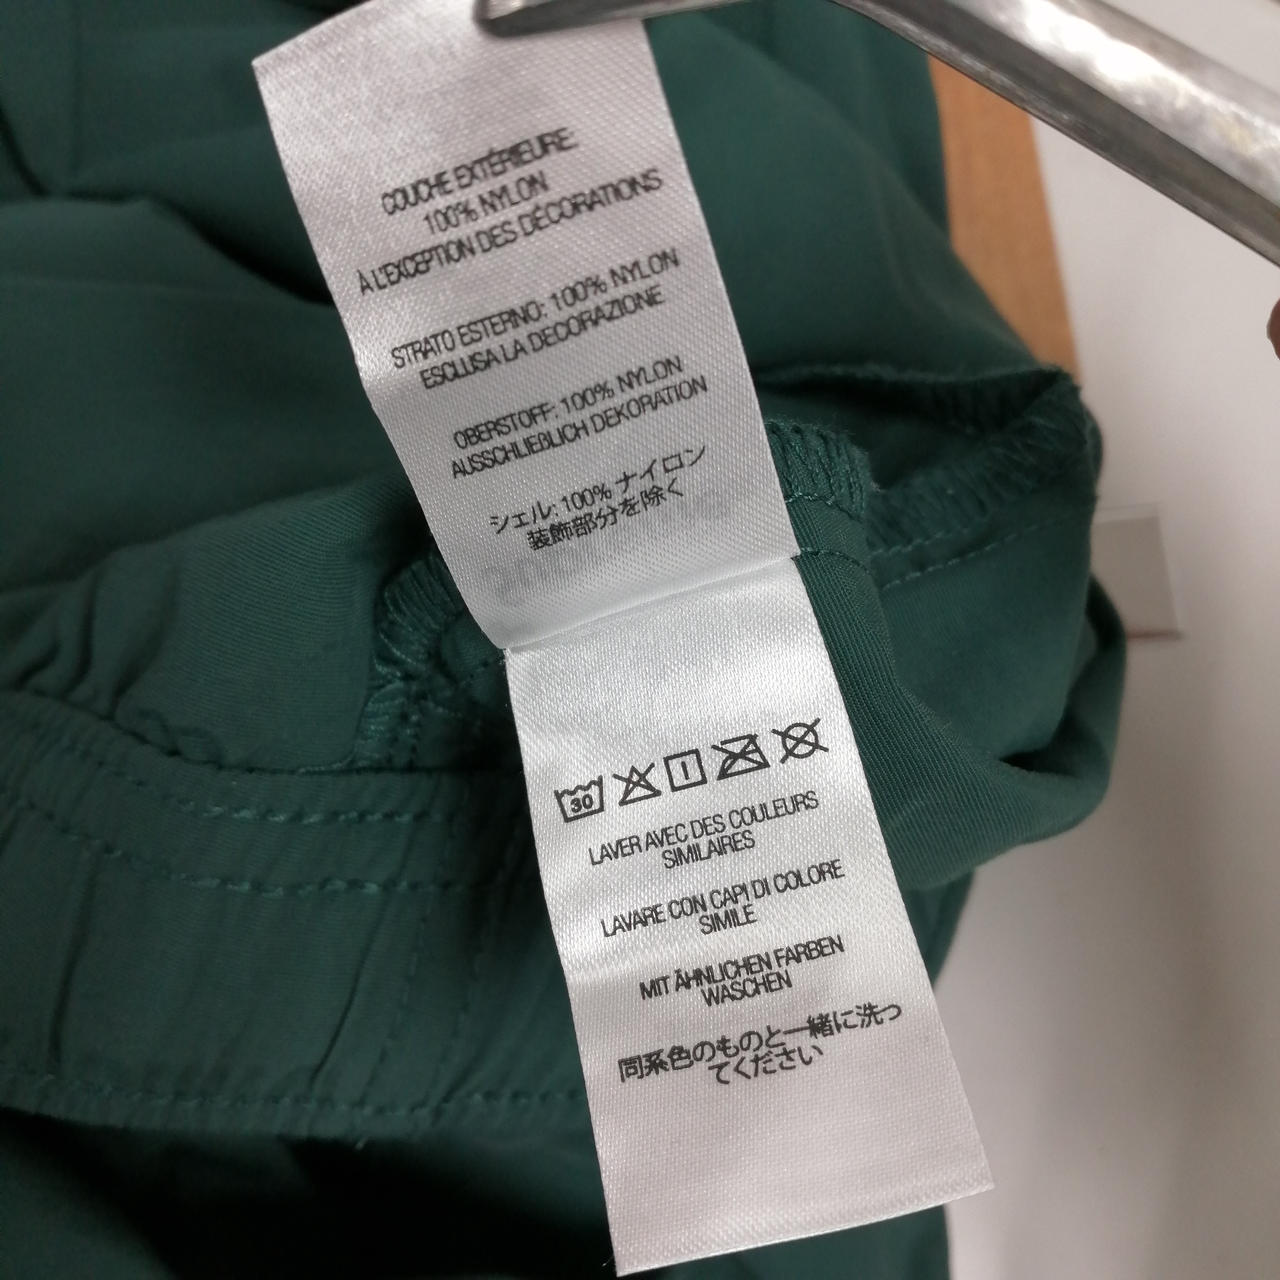 COUCHE EXTÉRIEURE:
100% NYLON
À L'EXCEPTION DES DÉCORATIONS
STRATO ESTERNO: 100% NYLON
ESCLUSA LA DECORAZIONE
OBERSTOFF: 100% NYLON
AUSSCHLIEßLICH DEKORATION
シェル: 100% ナイロン
装飾部分を除く
30
LAVER AVEC DES COULEURS
SIMILAIRES
LAVARE CON CAPI DI COLORE
SIMILE
MIT ÄHNLICHEN FARBEN
WASCHEN
同系色のものと一緒に洗っ
てください